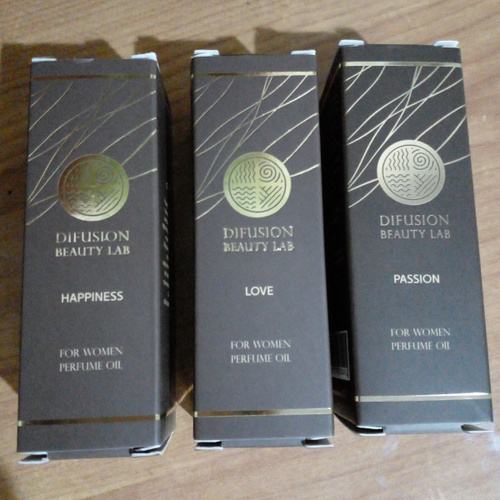 DIFUSION
BEAUTY LAB
HAPPINESS
FOR WOMEN
PERFUME OIL
DIFUSION
BEAUTY LAB
LOVE
FOR WOMEN
PERFUME OIL
DIFUSION
BEAUTY LAB
PASSION
FOR WOMEN
PERFUME OIL